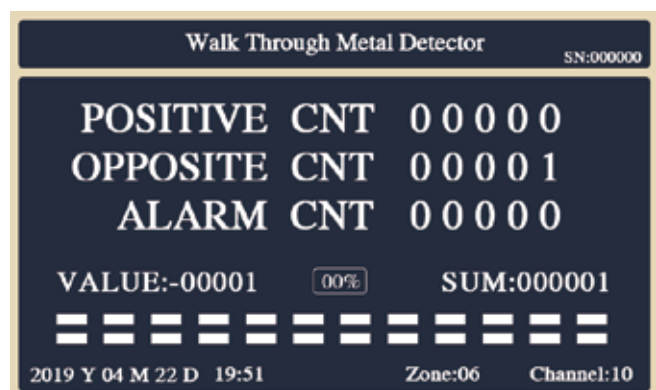 Walk Through Metal Detector
SN:000000
POSITIVE CNT 00000
OPPOSITE CNT 00001
ALARM CNT 00000
VALUE:-00001 00% SUM:000001
2019 Y 04 M 22 D 19:51 Zone:06 Channel:10